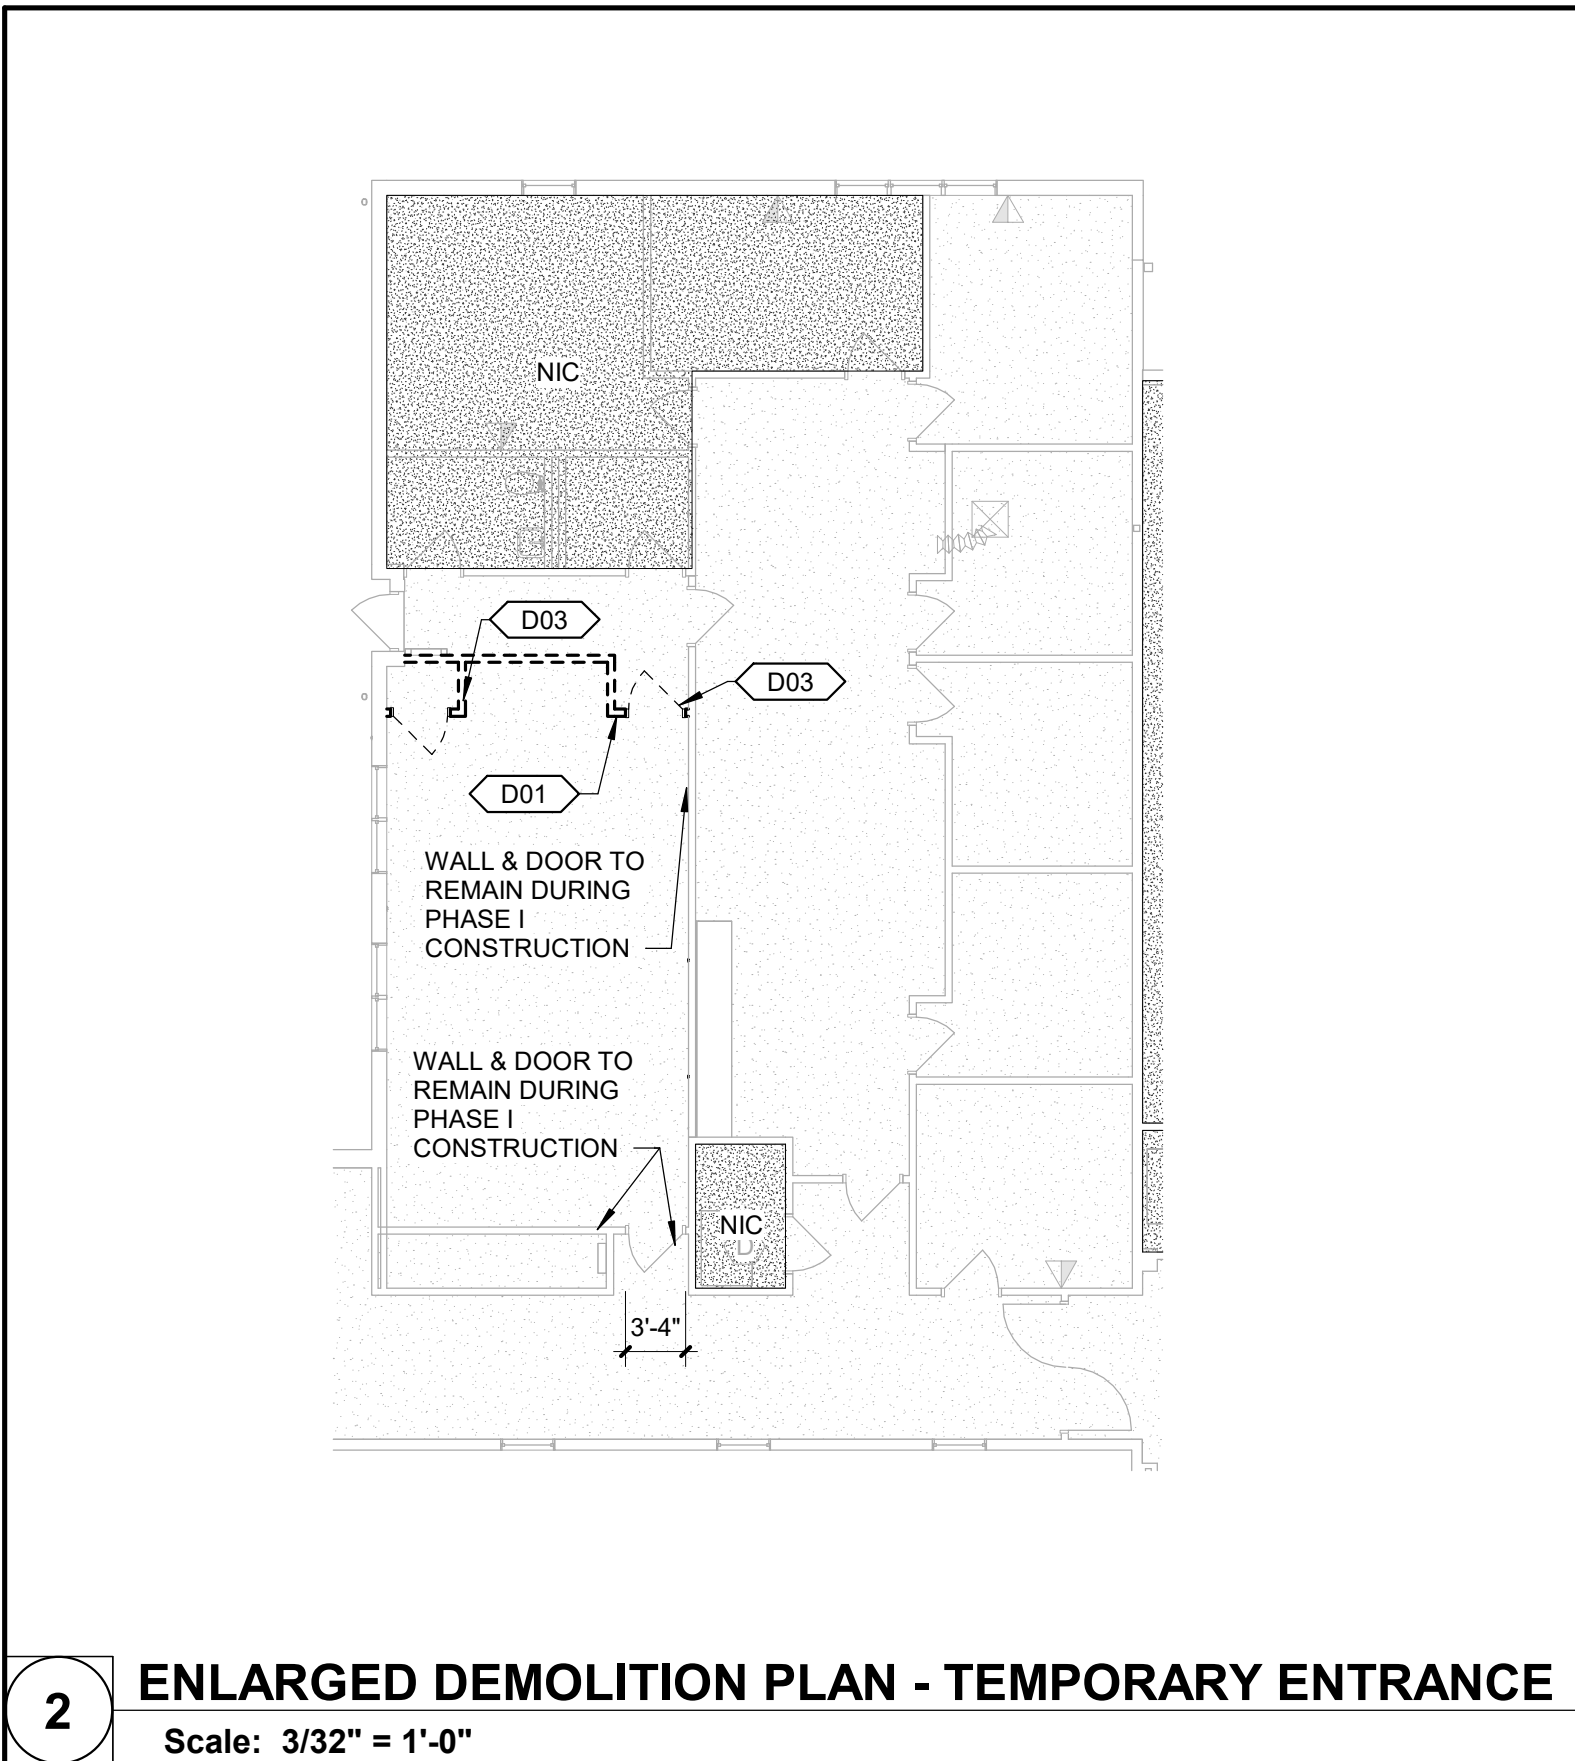 NIC
D03
D03
D01
WALL & DOOR TO
REMAIN DURING
PHASE I
CONSTRUCTION
WALL & DOOR TO
REMAIN DURING
PHASE I
CONSTRUCTION
NIC
D
3'-4"
2
ENLARGED DEMOLITION PLAN - TEMPORARY ENTRANCE
Scale: 3/32" = 1'-0"